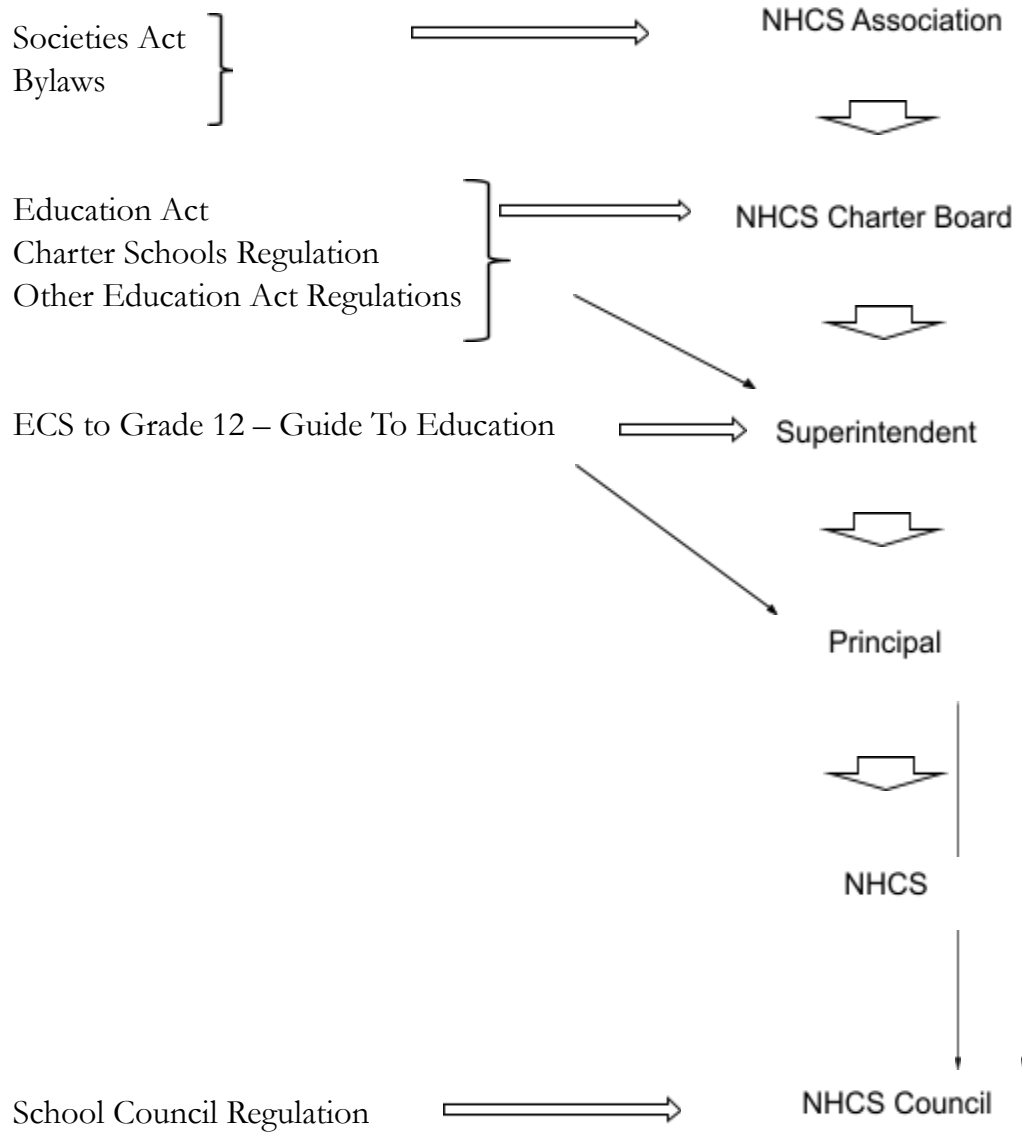 Societies Act
Bylaws
NHCS Association
Education Act
Charter Schools Regulation
Other Education Act Regulations
NHCS Charter Board
ECS to Grade 12 – Guide To Education
Superintendent
Principal
NHCS
School Council Regulation
NHCS Council